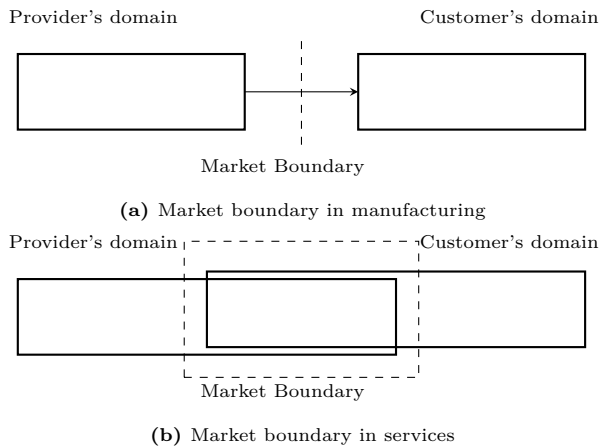 Provider's domain
Customer's domain
Market Boundary
(a) Market boundary in manufacturing
Provider's domain
Customer's domain
Market Boundary
(b) Market boundary in services